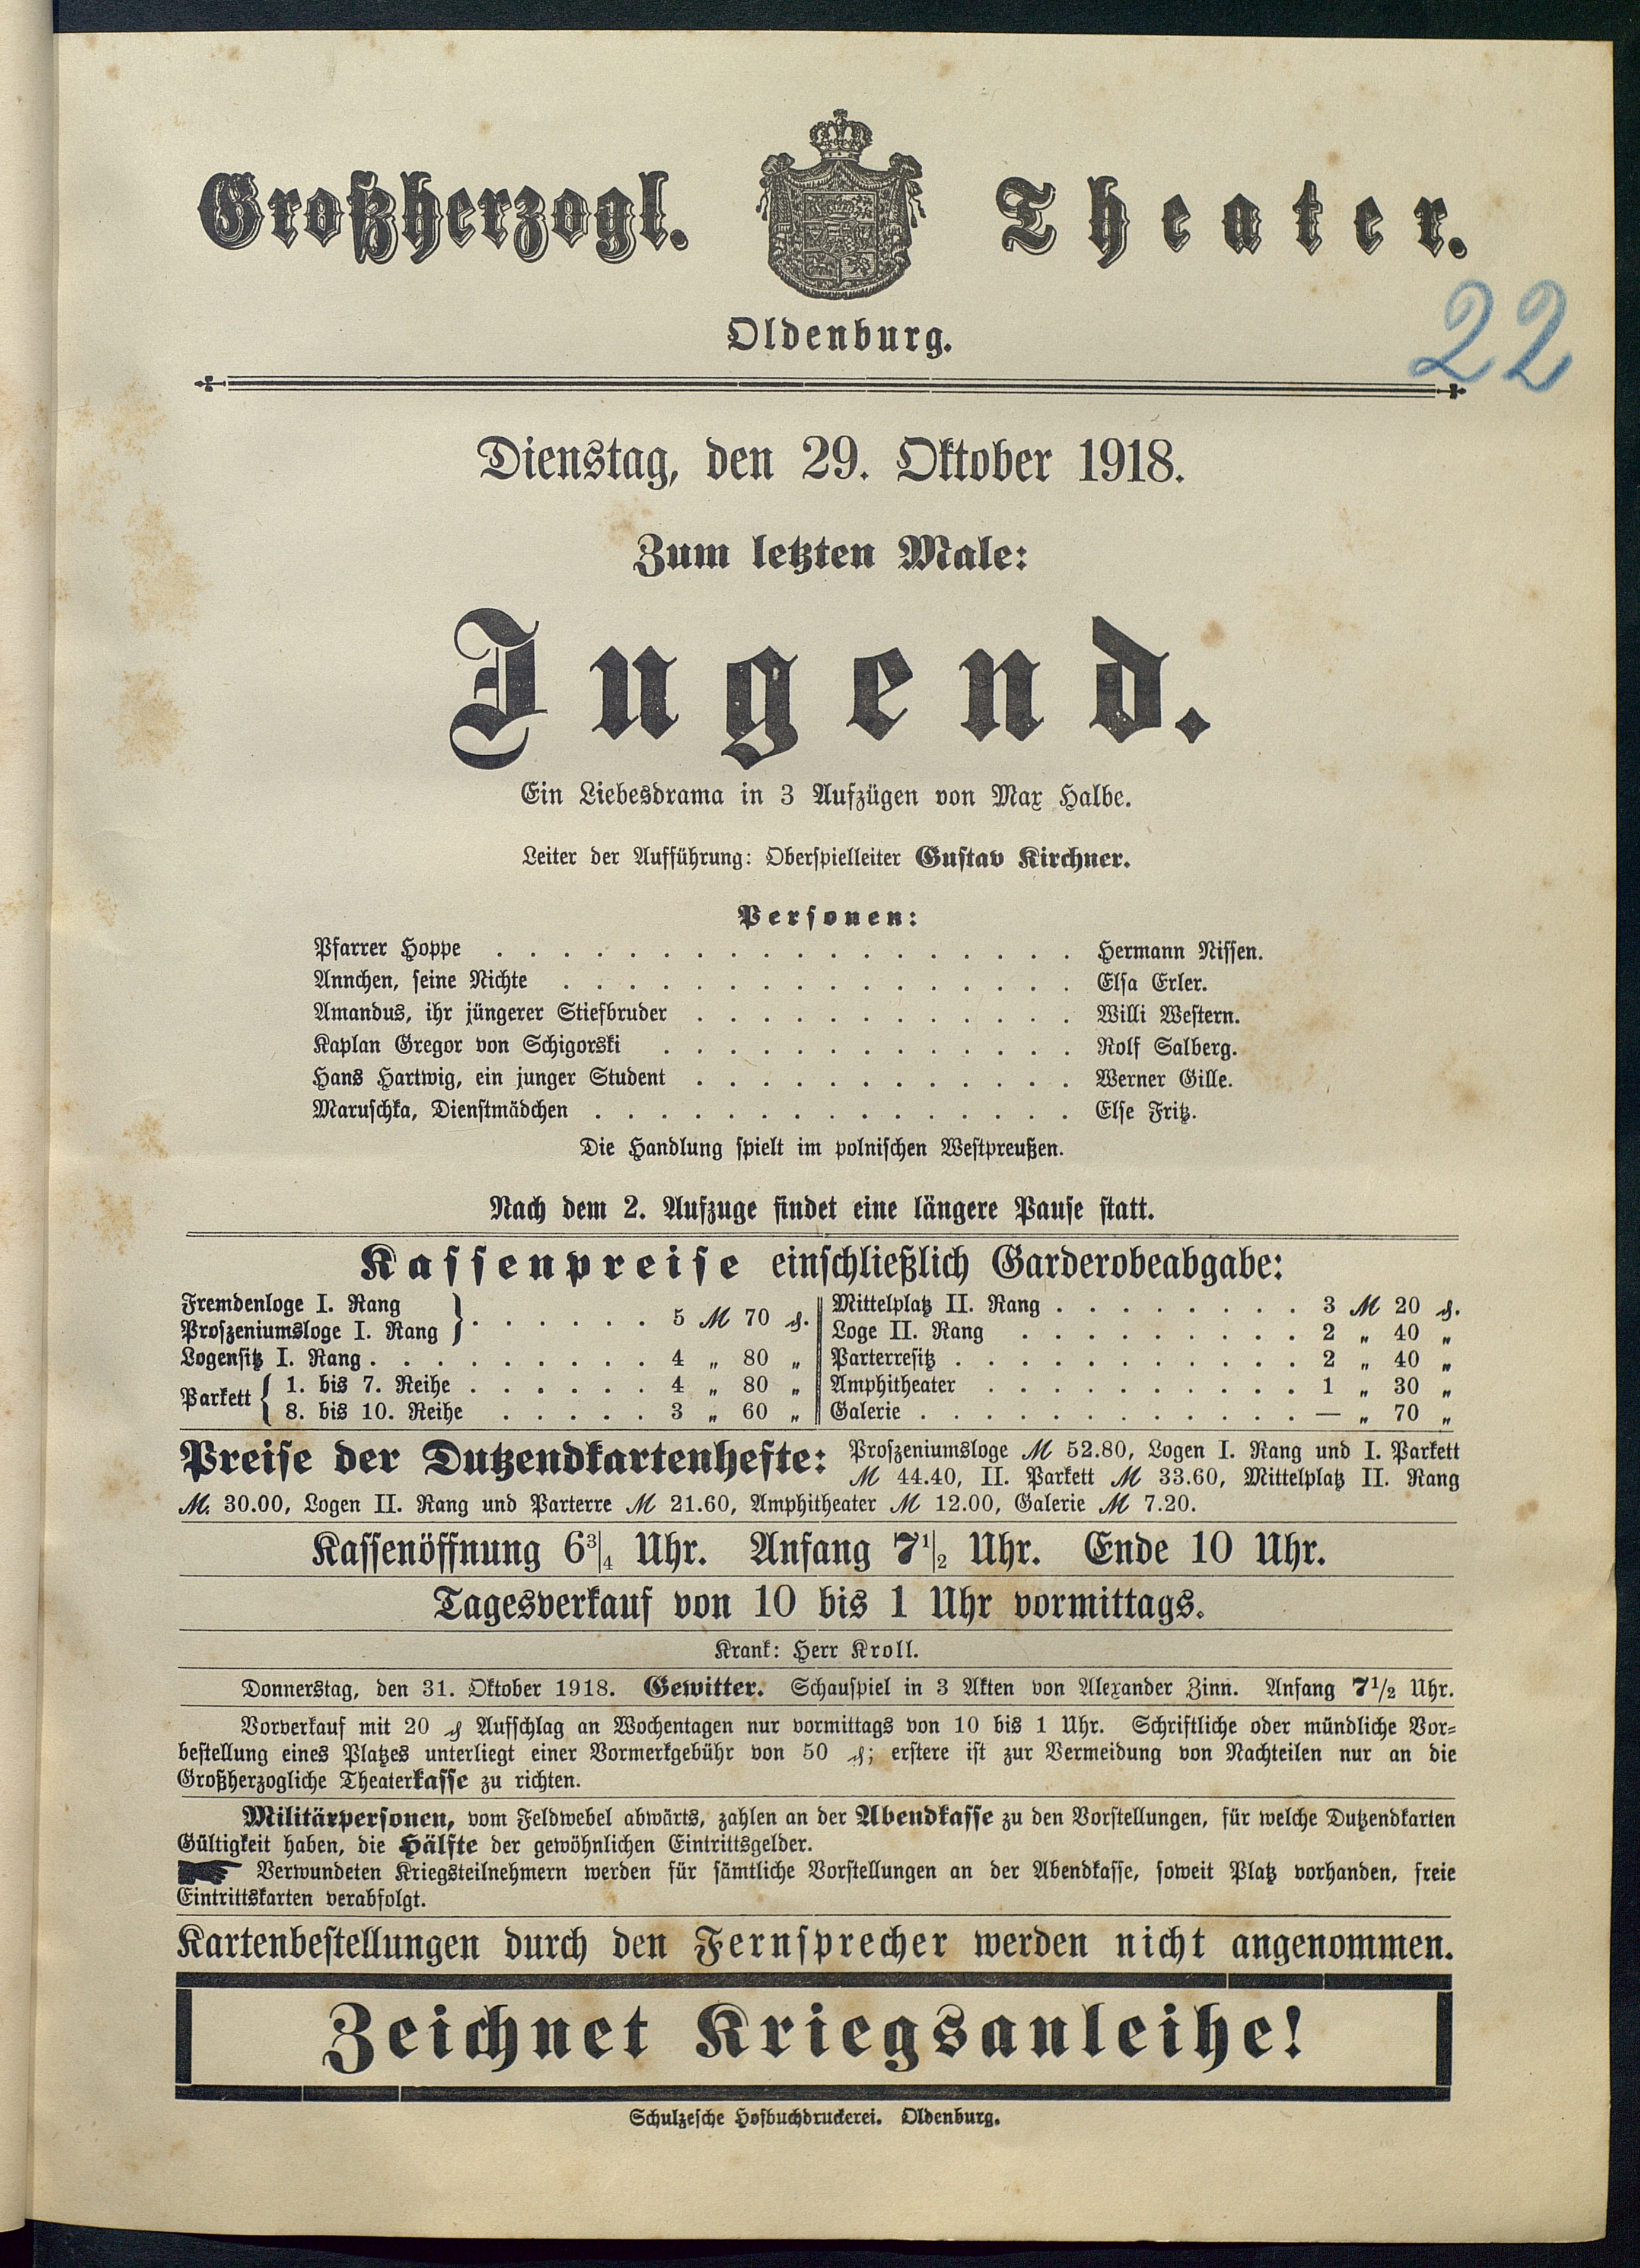 Großherzogl. Theater.
22
Oldenburg.
Dienstag, den 29. Oktober 1918.
Zum letzten Male:
Jugend.
Ein Liebesdrama in 3 Aufzügen von Max Halbe.
Leiter der Aufführung: Oberspielleiter Gustav Kirchner.
Personen:
Pfarrer Hoppe . . . . . . . . . . . . . . . . . . Hermann Nissen.
Annchen, seine Nichte . . . . . . . . . . . . . . . . Elsa Erler.
Amandus, ihr jüngerer Stiefbruder . . . . . . . . . . . . Willi Western.
Kaplan Gregor von Schigorski . . . . . . . . . . . . . Rolf Salberg.
Hans Hartwig, ein junger Student . . . . . . . . . . . . Werner Gille.
Maruschka, Dienstmädchen . . . . . . . . . . . . . . . Else Fritz.
Die Handlung spielt im polnischen Westpreußen.
Nach dem 2. Aufzuge findet eine längere Pause statt.
Kassenpreise einschließlich Garderobeabgabe:
Fremdenloge I. Rang
Proszeniumsloge I. Rang } . . . . . . 5 ℳ 70 ₰.
Logensitz I. Rang . . . . . . . . . 4 „ 80 „
Parkett { 1. bis 7. Reihe . . . . . . 4 „ 80 „
8. bis 10. Reihe . . . . . 3 „ 60 „
Mittelplatz II. Rang . . . . . . . . 3 ℳ 20 ₰.
Loge II. Rang . . . . . . . . . 2 „ 40 „
Parterresitz . . . . . . . . . . . 2 „ 40 „
Amphitheater . . . . . . . . . . 1 „ 30 „
Galerie . . . . . . . . . . . . — „ 70 „
Preise der Dutzendkartenhefte: Proszeniumsloge ℳ 52.80, Logen I. Rang und I. Parkett
ℳ 44.40, II. Parkett ℳ 33.60, Mittelplatz II. Rang
ℳ. 30.00, Logen II. Rang und Parterre ℳ 21.60, Amphitheater ℳ 12.00, Galerie ℳ 7.20.
Kassenöffnung 6¾ Uhr. Anfang 7½ Uhr. Ende 10 Uhr.
Tagesverkauf von 10 bis 1 Uhr vormittags.
Krank: Herr Kroll.
Donnerstag, den 31. Oktober 1918. Gewitter. Schauspiel in 3 Akten von Alexander Zinn. Anfang 7½ Uhr.
Vorverkauf mit 20 ₰ Aufschlag an Wochentagen nur vormittags von 10 bis 1 Uhr. Schriftliche oder mündliche Vor-
bestellung eines Platzes unterliegt einer Vormerkgebühr von 50 ₰; erstere ist zur Vermeidung von Nachteilen nur an die
Großherzogliche Theaterkasse zu richten.
Militärpersonen, vom Feldwebel abwärts, zahlen an der Abendkasse zu den Vorstellungen, für welche Dutzendkarten
Gültigkeit haben, die Hälfte der gewöhnlichen Eintrittsgelder.
Verwundeten Kriegsteilnehmern werden für sämtliche Vorstellungen an der Abendkasse, soweit Platz vorhanden, freie
Eintrittskarten verabfolgt.
Kartenbestellungen durch den Fernsprecher werden nicht angenommen.
Zeichnet Kriegsanleihe!
Schulzesche Hofbuchdruckerei. Oldenburg.